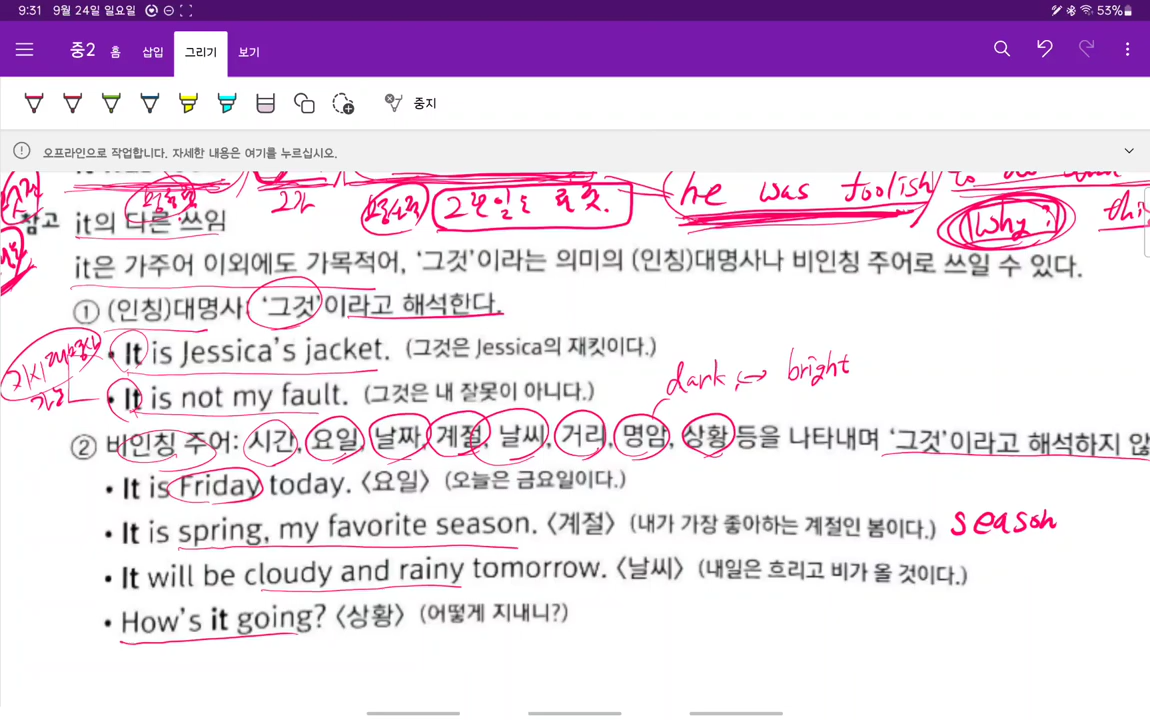 9:31 9월 24일 일요일 53%
중2 홈 삽입 그리기 보기
중지
오프라인으로 작업합니다. 자세한 내용은 여기를 누르십시오.
he was foolish
Why?
참고 it의 다른 쓰임
it은 가주어 이외에도 가목적어, ‘그것’이라는 의미의 (인칭)대명사나 비인칭 주어로 쓰일 수 있다.
① (인칭)대명사: ‘그것’이라고 해석한다.
• It is Jessica's jacket. (그것은 Jessica의 재킷이다.)
지시대명사
• It is not my fault. (그것은 내 잘못이 아니다.)
dark ↔ bright
② 비인칭 주어: 시간, 요일, 날짜, 계절, 날씨, 거리, 명암, 상황 등을 나타내며 ‘그것’이라고 해석하지 않
• It is Friday today. 〈요일〉 (오늘은 금요일이다.)
• It is spring, my favorite season. 〈계절〉 (내가 가장 좋아하는 계절인 봄이다.) season
• It will be cloudy and rainy tomorrow. 〈날씨〉 (내일은 흐리고 비가 올 것이다.)
• How's it going? 〈상황〉 (어떻게 지내니?)